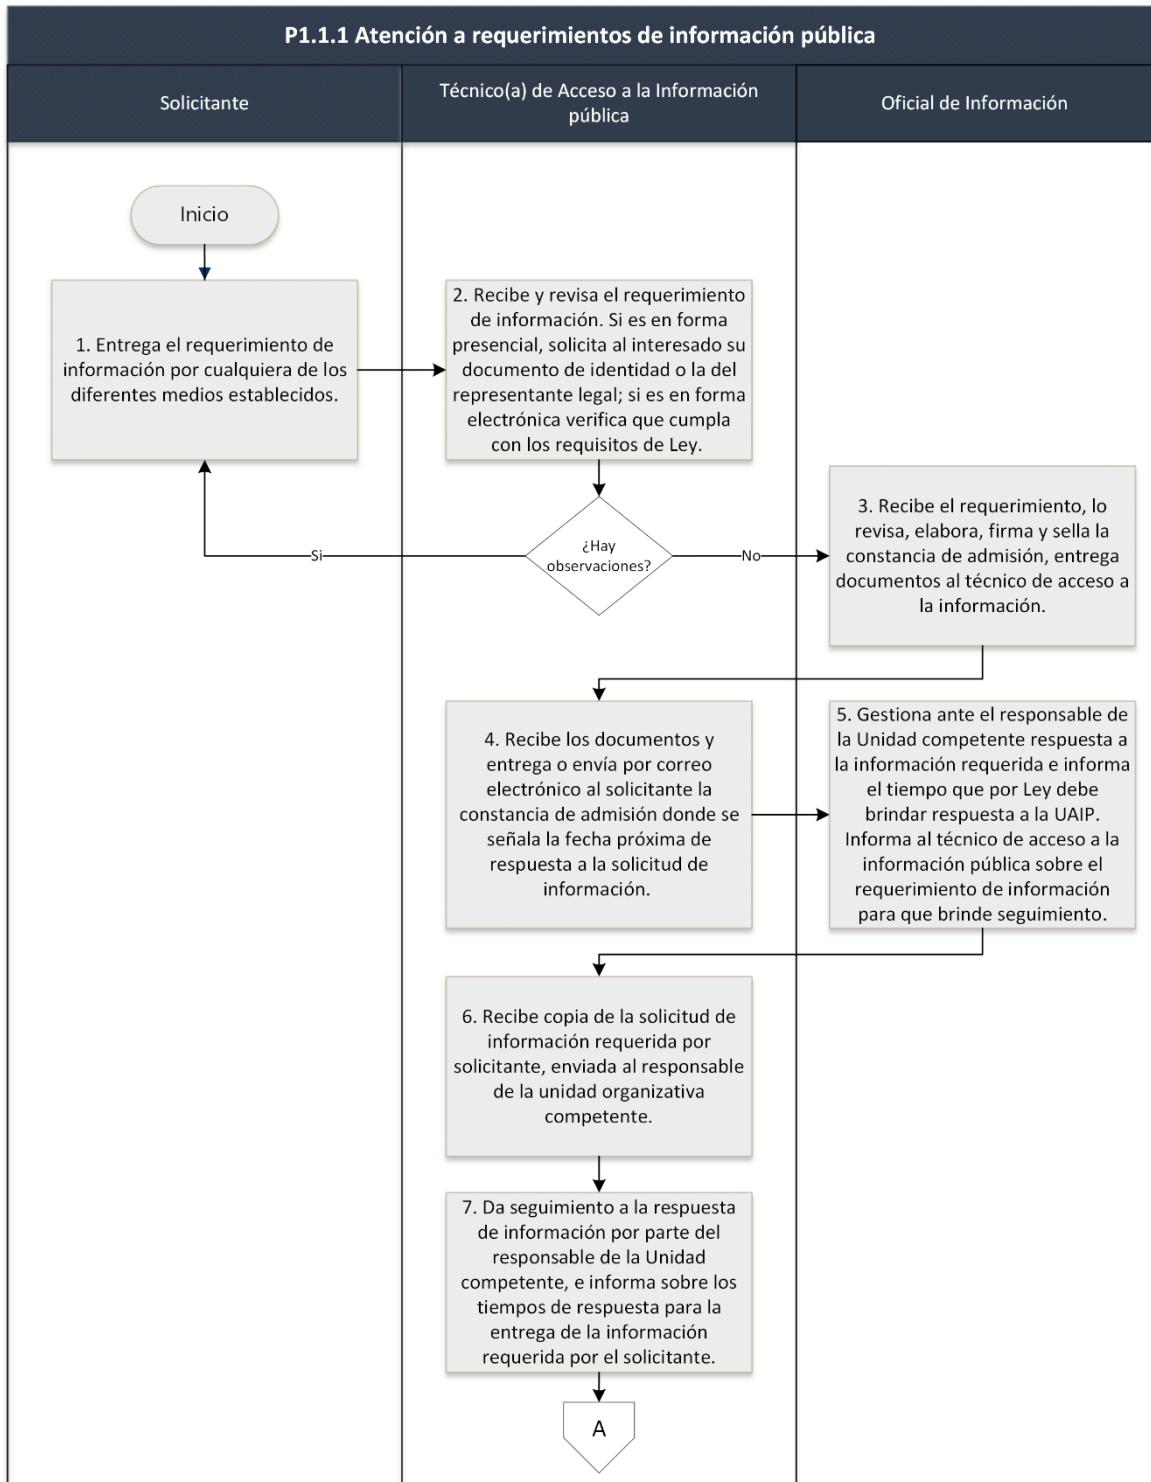 P1.1.1 Atención a requerimientos de información pública
Solicitante
Técnico(a) de Acceso a la Información
pública
Oficial de Información
Inicio
1. Entrega el requerimiento de
información por cualquiera de los
diferentes medios establecidos.
2. Recibe y revisa el requerimiento
de información. Si es en forma
presencial, solicita al interesado su
documento de identidad o la del
representante legal; si es en forma
electrónica verifica que cumpla
con los requisitos de Ley.
¿Hay
observaciones?
Si
No
3. Recibe el requerimiento, lo
revisa, elabora, firma y sella la
constancia de admisión, entrega
documentos al técnico de acceso a
la información.
4. Recibe los documentos y
entrega o envía por correo
electrónico al solicitante la
constancia de admisión donde se
señala la fecha próxima de
respuesta a la solicitud de
información.
5. Gestiona ante el responsable de
la Unidad competente respuesta a
la información requerida e informa
el tiempo que por Ley debe
brindar respuesta a la UAIP.
Informa al técnico de acceso a la
información pública sobre el
requerimiento de información
para que brinde seguimiento.
6. Recibe copia de la solicitud de
información requerida por
solicitante, enviada al responsable
de la unidad organizativa
competente.
7. Da seguimiento a la respuesta
de información por parte del
responsable de la Unidad
competente, e informa sobre los
tiempos de respuesta para la
entrega de la información
requerida por el solicitante.
A